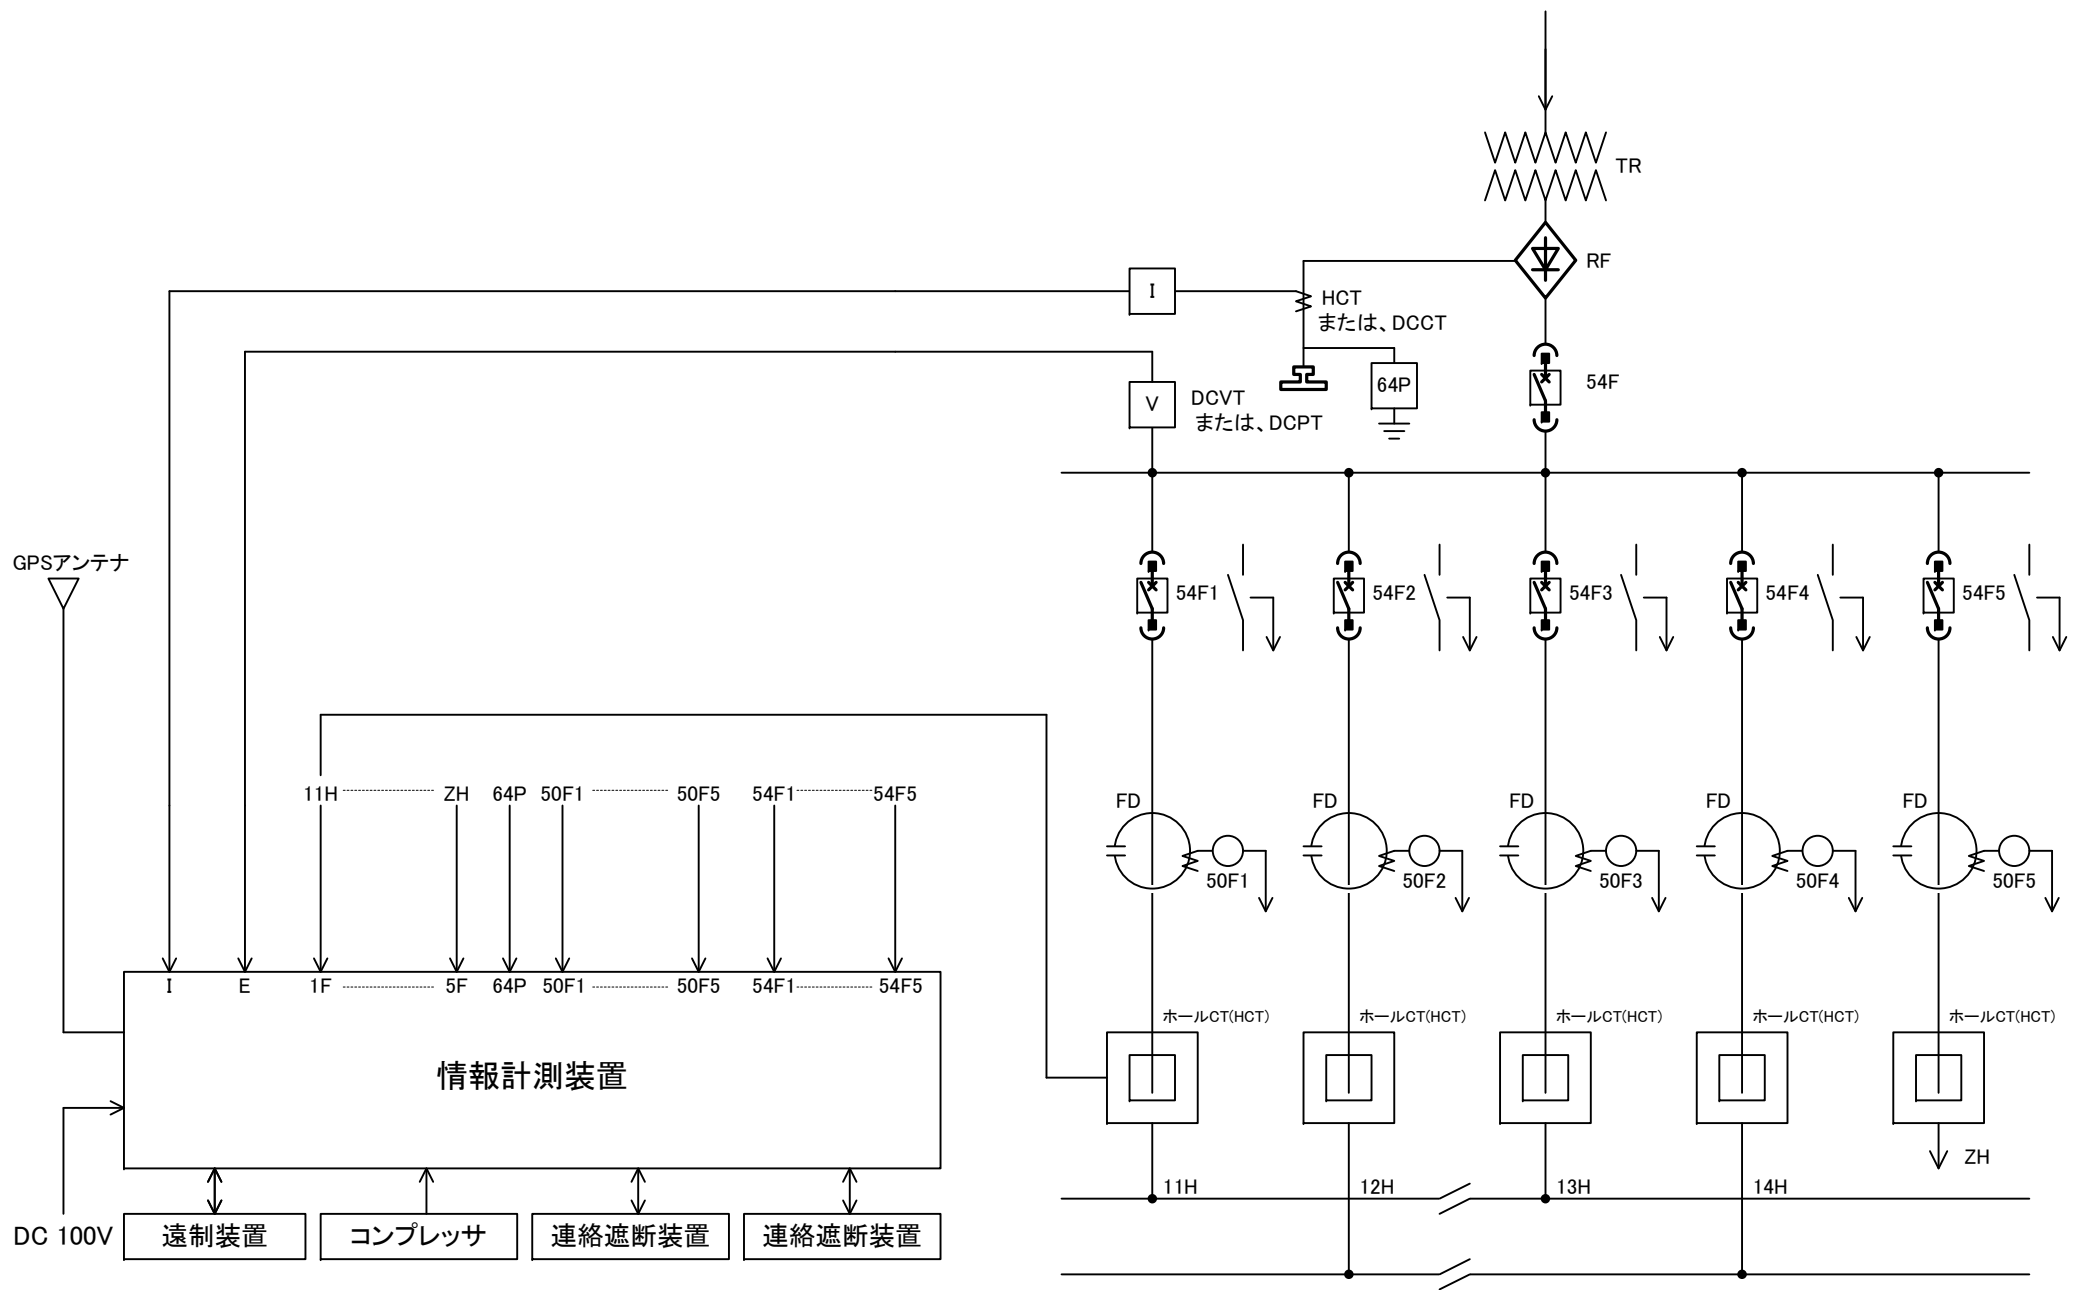 TR
RF
I
HCT
または、DCCT
64P
54F
V
DCVT
または、DCPT
GPSアンテナ
54F1
54F2
54F3
54F4
54F5
11H ZH 64P 50F1 50F5 54F1 54F5
FD
FD
FD
FD
FD
50F1
50F2
50F3
50F4
50F5
I E 1F 5F 64P 50F1 50F5 54F1 54F5
ホールCT(HCT)
ホールCT(HCT)
ホールCT(HCT)
ホールCT(HCT)
ホールCT(HCT)
情報計測装置
ZH
11H
12H
13H
14H
DC 100V
遠制装置
コンプレッサ
連絡遮断装置
連絡遮断装置